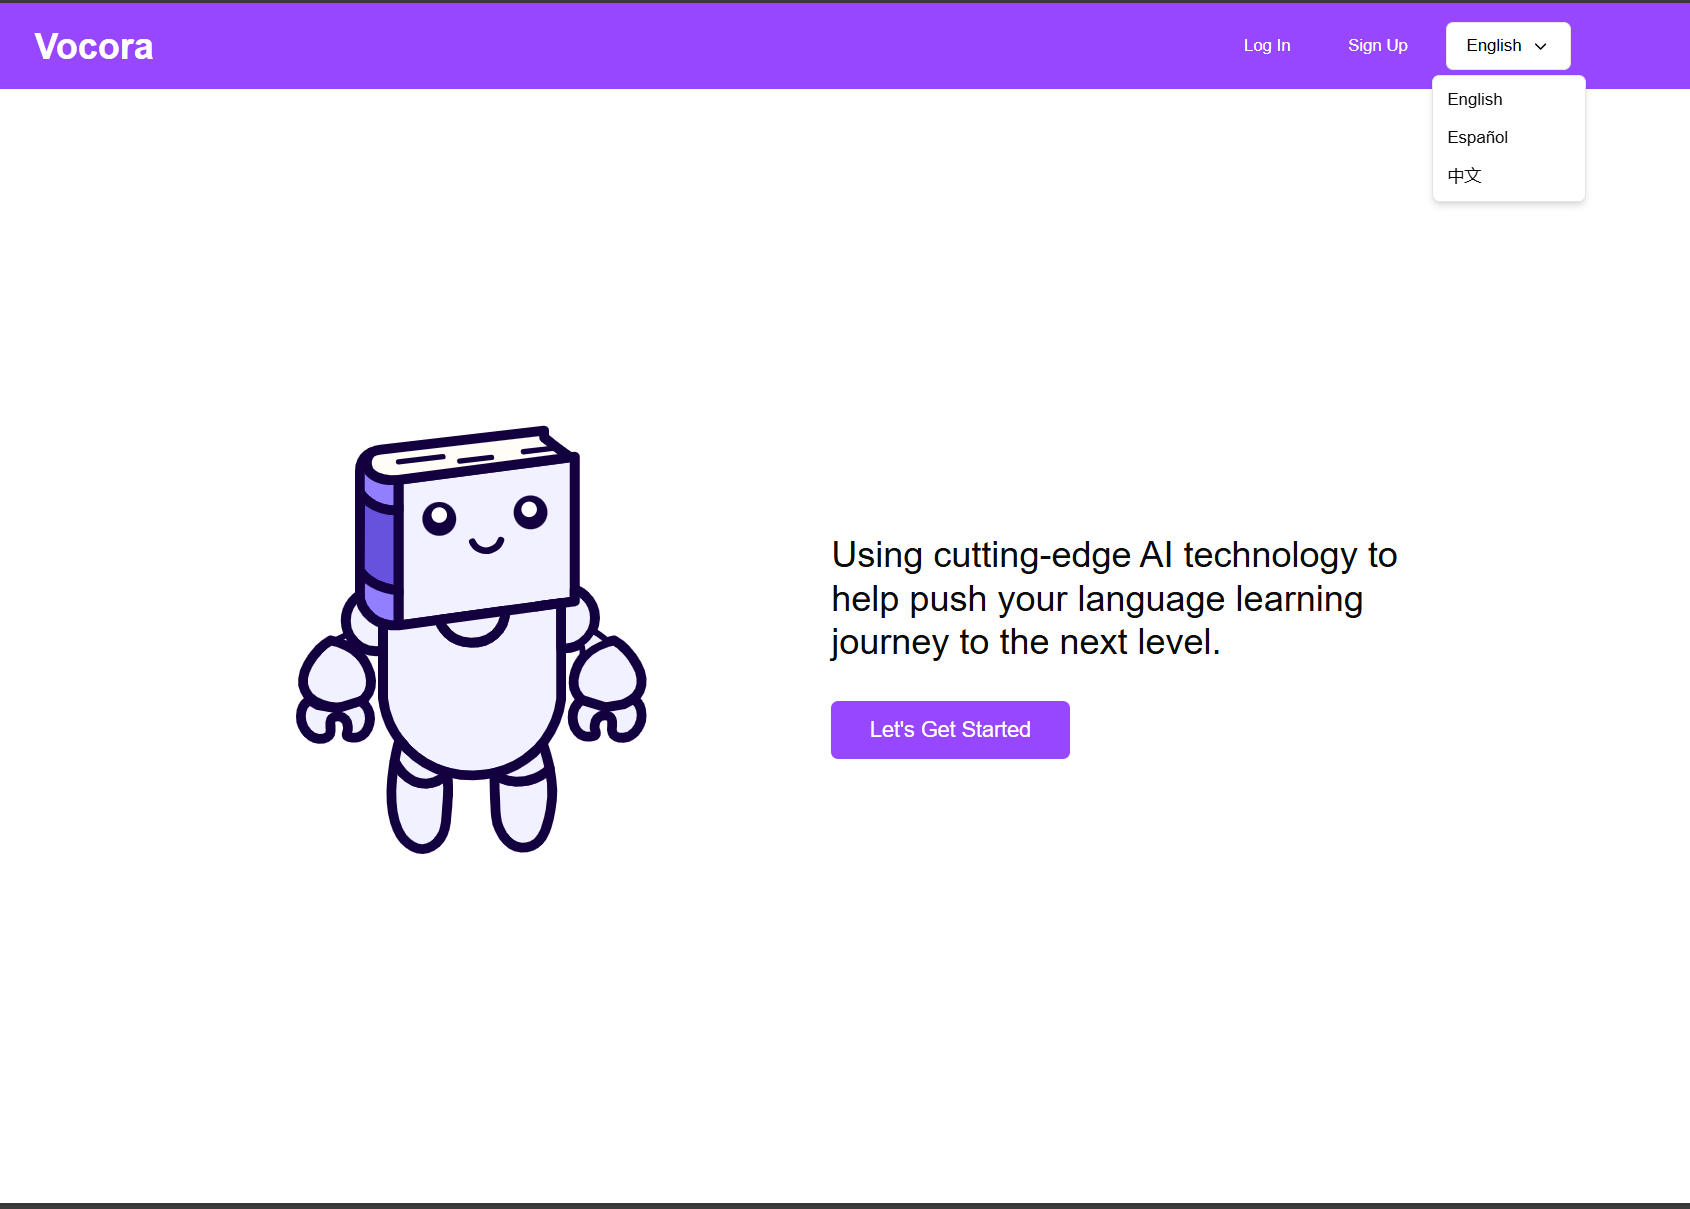 Vocora
Log In
Sign Up
English
English
Español
中文
Using cutting-edge AI technology to
help push your language learning
journey to the next level.
Let's Get Started